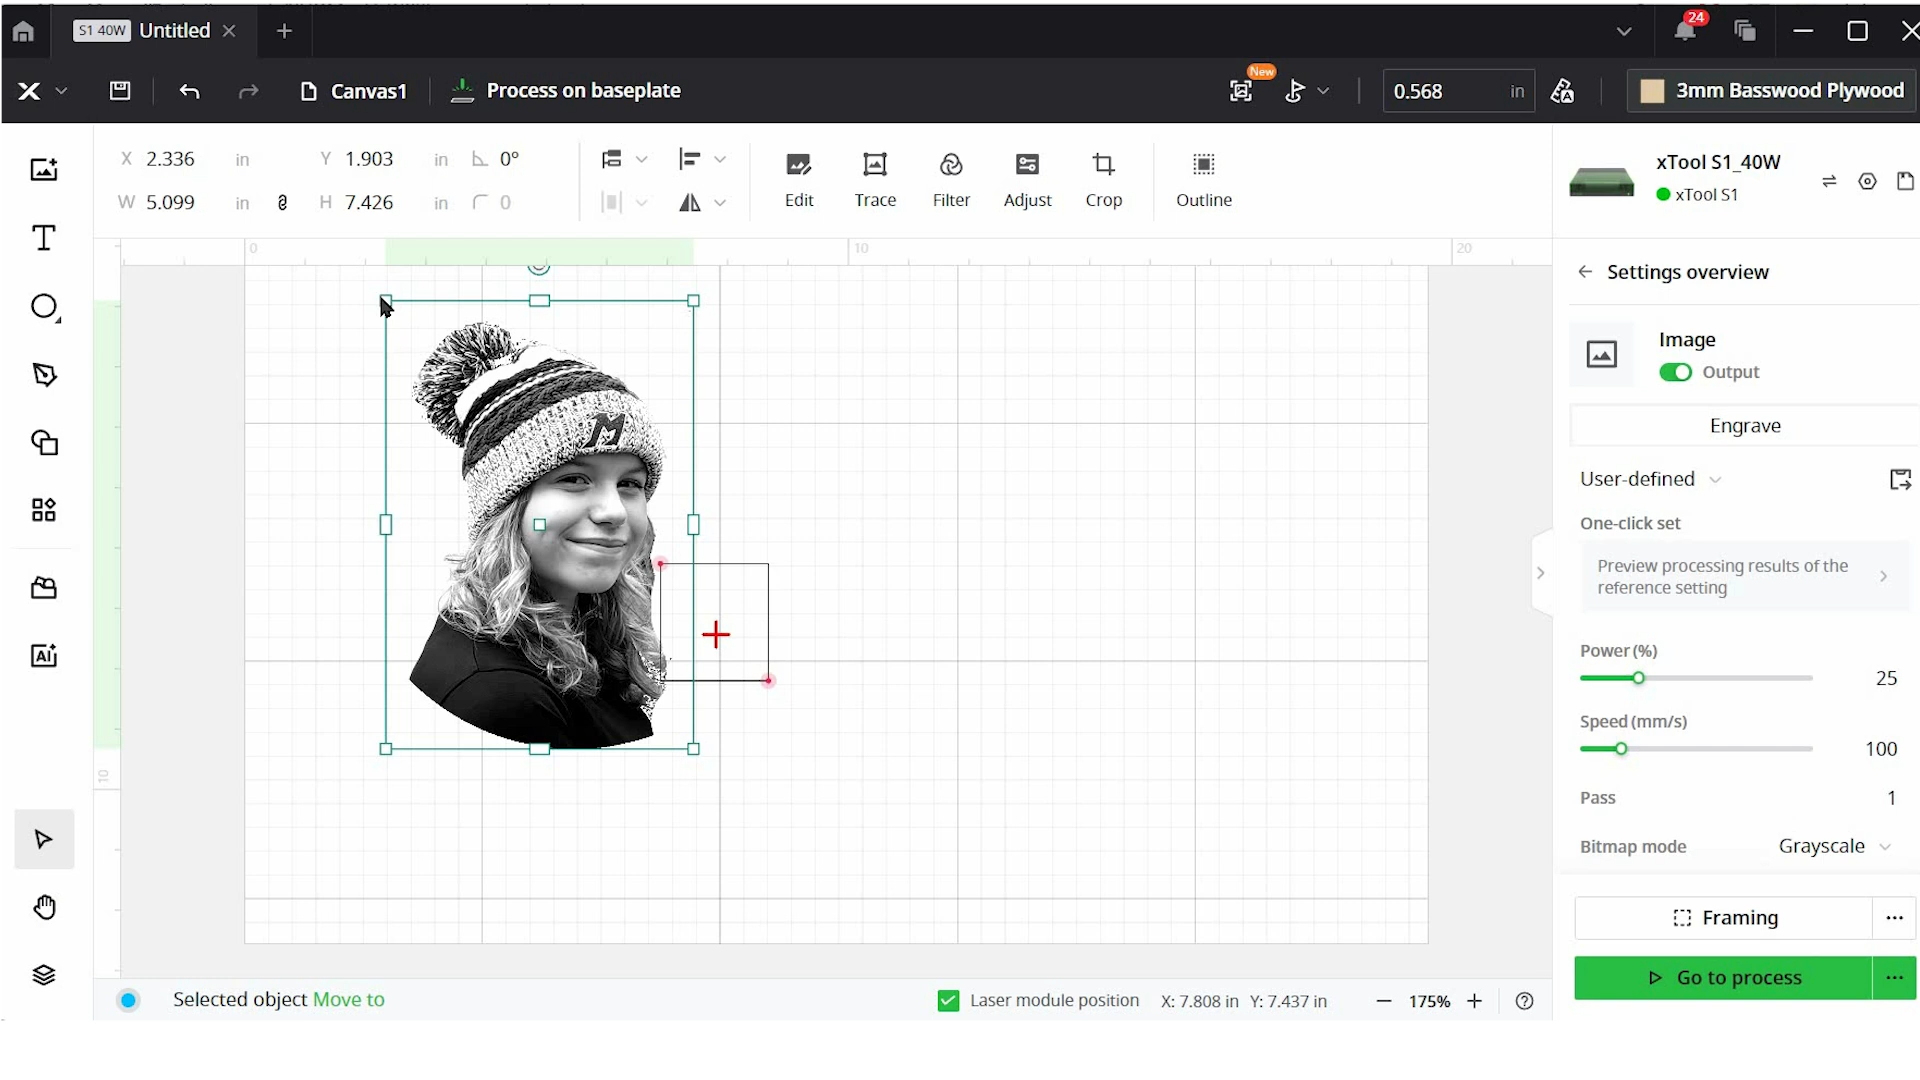 S1 40W Untitled
24
Canvas1
Process on baseplate
New
0.568 in
3mm Basswood Plywood
X 2.336 in Y 1.903 in 0°
W 5.099 in H 7.426 in 0
Edit
Trace
Filter
Adjust
Crop
Outline
xTool S1_40W
xTool S1
0
10
20
10
Settings overview
Image
Output
Engrave
User-defined
One-click set
Preview processing results of the
reference setting
Power (%)
25
Speed (mm/s)
100
Pass
1
Bitmap mode
Grayscale
Framing
Go to process
T
AI
M
Selected object Move to
Laser module position
X: 7.808 in Y: 7.437 in
175%